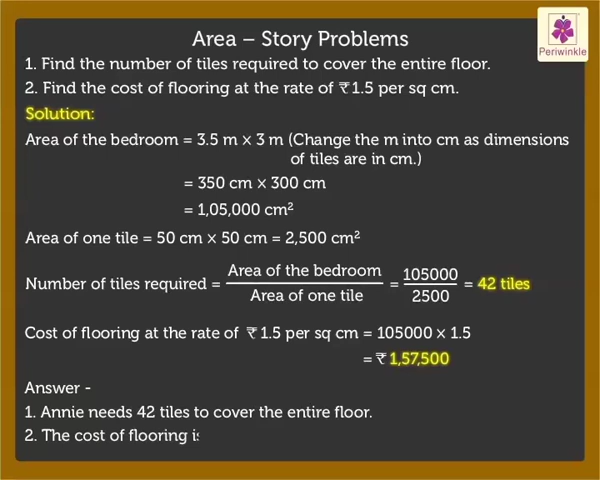 Area – Story Problems
Periwinkle
1. Find the number of tiles required to cover the entire floor.
2. Find the cost of flooring at the rate of ₹1.5 per sq cm.
Solution:
Area of the bedroom = 3.5 m × 3 m (Change the m into cm as dimensions
of tiles are in cm.)
= 350 cm × 300 cm
= 1,05,000 cm²
Area of one tile = 50 cm × 50 cm = 2,500 cm²
Number of tiles required = Area of the bedroom / Area of one tile = 105000 / 2500 = 42 tiles
Cost of flooring at the rate of ₹1.5 per sq cm = 105000 × 1.5
= ₹1,57,500
Answer -
1. Annie needs 42 tiles to cover the entire floor.
2. The cost of flooring is